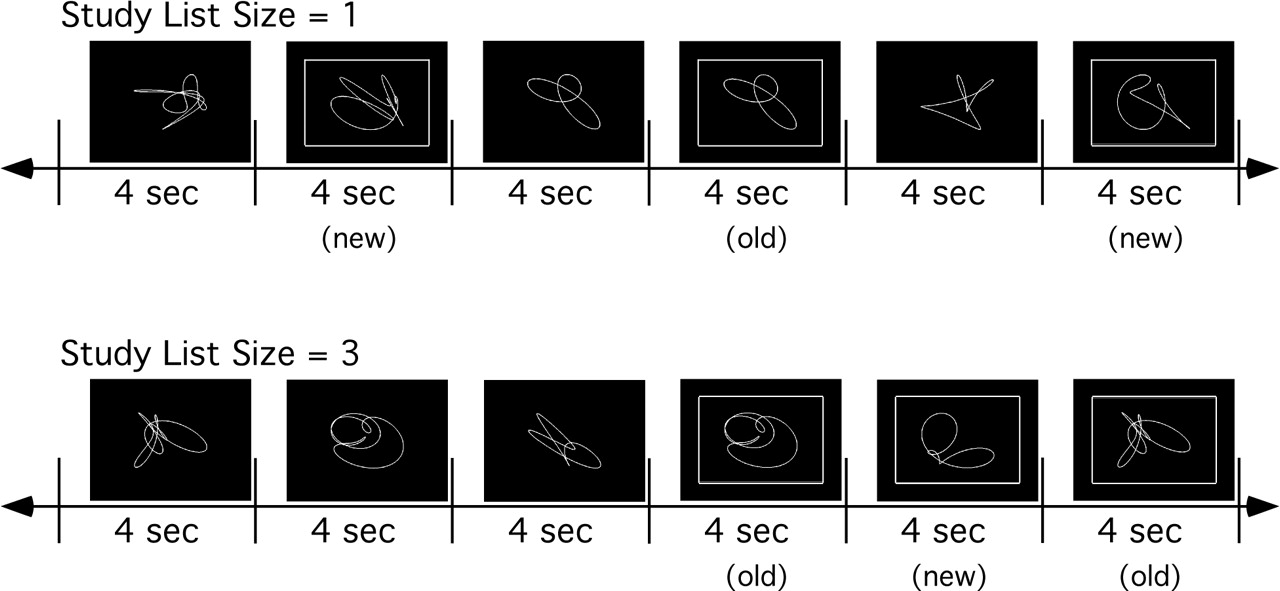 Study List Size = 1
4 sec 4 sec 4 sec 4 sec 4 sec 4 sec
(new) (old) (new)
Study List Size = 3
4 sec 4 sec 4 sec 4 sec 4 sec 4 sec
(old) (new) (old)